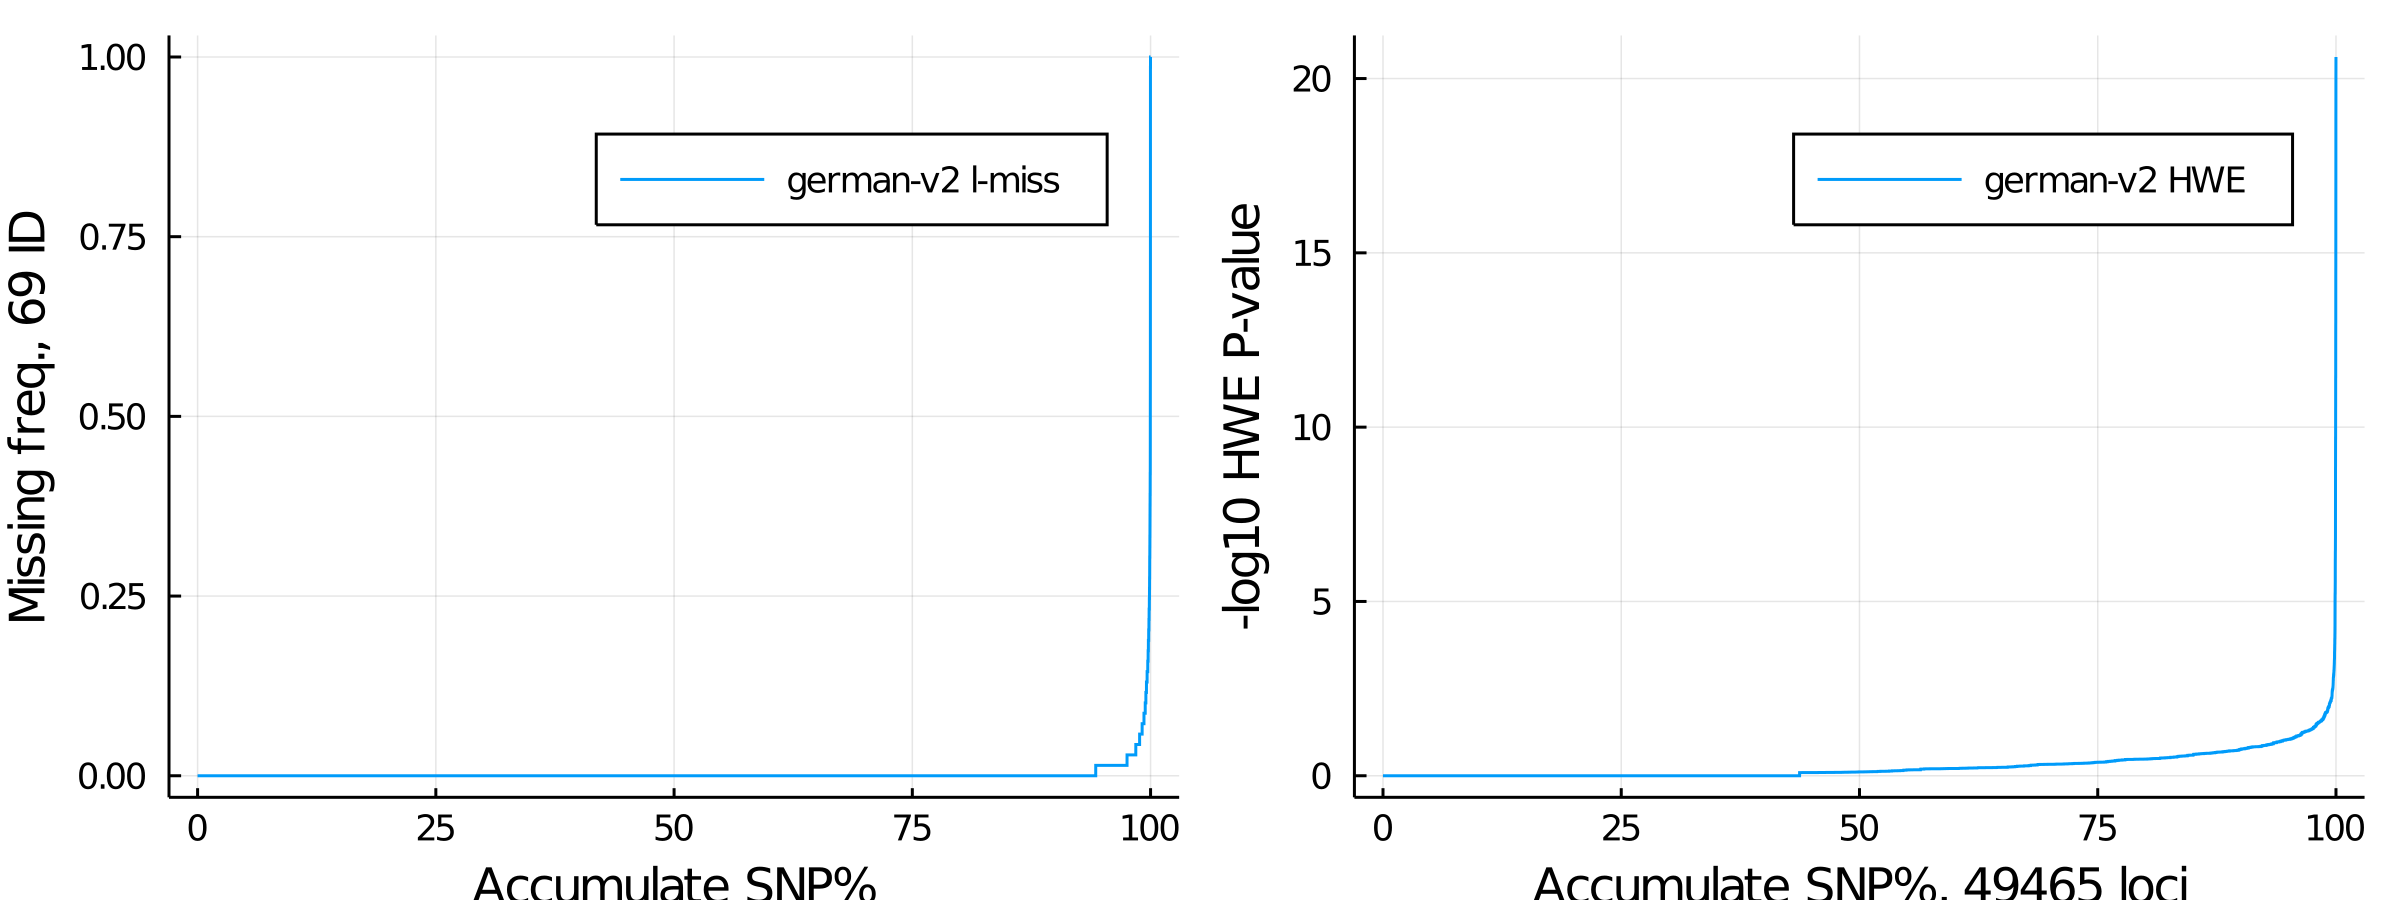 Missing freq., 69 ID
1.00
0.75
0.50
0.25
0.00
german-v2 l-miss
0 25 50 75 100
Accumulate SNP%
-log10 HWE P-value
20
15
10
5
0
german-v2 HWE
0 25 50 75 100
Accumulate SNP%, 49465 loci